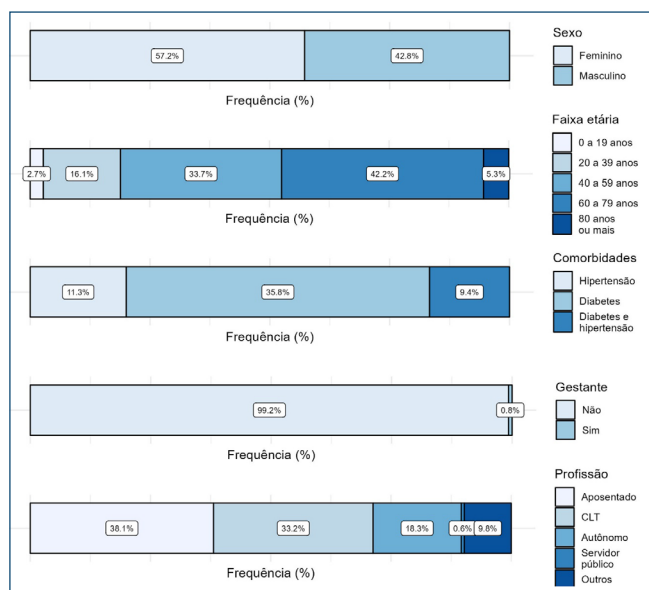 Sexo
Feminino
Masculino
57.2%
42.8%
Frequência (%)
Faixa etária
0 a 19 anos
20 a 39 anos
40 a 59 anos
60 a 79 anos
80 anos
ou mais
2.7%
16.1%
33.7%
42.2%
5.3%
Frequência (%)
Comorbidades
Hipertensão
Diabetes
Diabetes e
hipertensão
11.3%
35.8%
9.4%
Frequência (%)
Gestante
Não
Sim
99.2%
0.8%
Frequência (%)
Profissão
Aposentado
CLT
Autônomo
Servidor
público
Outros
38.1%
33.2%
18.3%
0.6%
9.8%
Frequência (%)